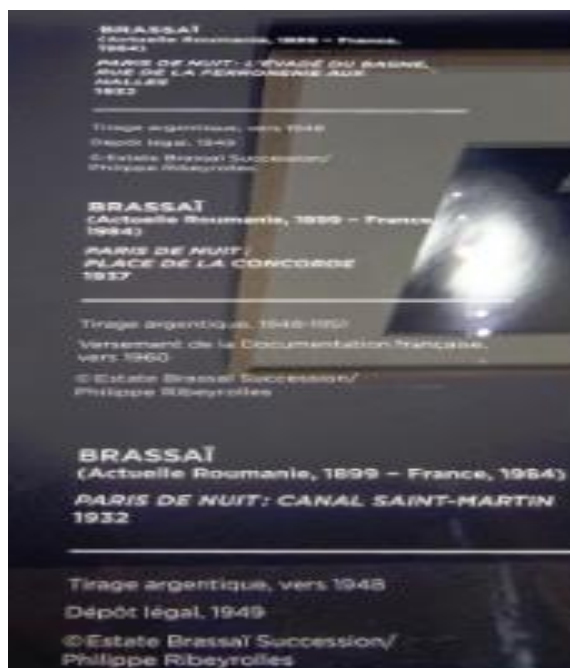 BRASSAÏ
(Actuelle Roumanie, 1899 – France,
1984)
PARIS DE NUIT : L'ÉVADÉ DU BAGNE,
RUE DE LA FERRONERIE AUX
HALLES
1932
Tirage argentique, vers 1948
Dépôt légal, 1949
© Estate Brassaï Succession/
Philippe Ribeyrolles
BRASSAÏ
(Actuelle Roumanie, 1899 – France,
1984)
PARIS DE NUIT :
PLACE DE LA CONCORDE
1937
Tirage argentique, 1948-1951
Versement de la Documentation française,
vers 1960
© Estate Brassaï Succession/
Philippe Ribeyrolles
BRASSAÏ
(Actuelle Roumanie, 1899 – France, 1984)
PARIS DE NUIT : CANAL SAINT-MARTIN
1932
Tirage argentique, vers 1948
Dépôt légal, 1949
© Estate Brassaï Succession/
Philippe Ribeyrolles